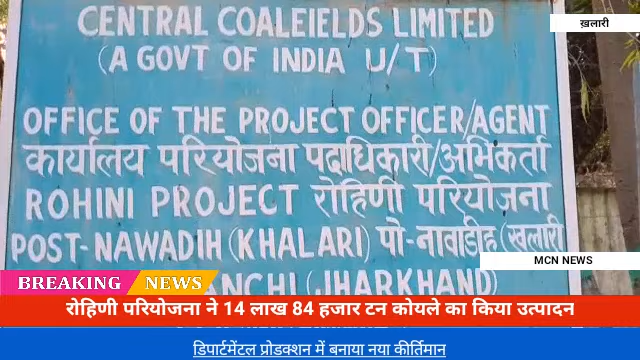 CENTRAL COALEIELDS LIMITED
ख़लारी
(A GOVT OF INDIA U/T)
OFFICE OF THE PROJECT OFFICER/AGENT
कार्यालय परियोजना पदाधिकारी/अभिकर्ता
ROHINI PROJECT रोहिणी परियोजना
POST-NAWADIH (KHALARI) पो-नावाडीह (खलारी
MCN NEWS
(JHARKHAND)
BREAKING NEWS
रोहिणी परियोजना ने 14 लाख 84 हजार टन कोयले का किया उत्पादन
डिपार्टमेंटल प्रोडक्शन में बनाया नया कीर्तिमान